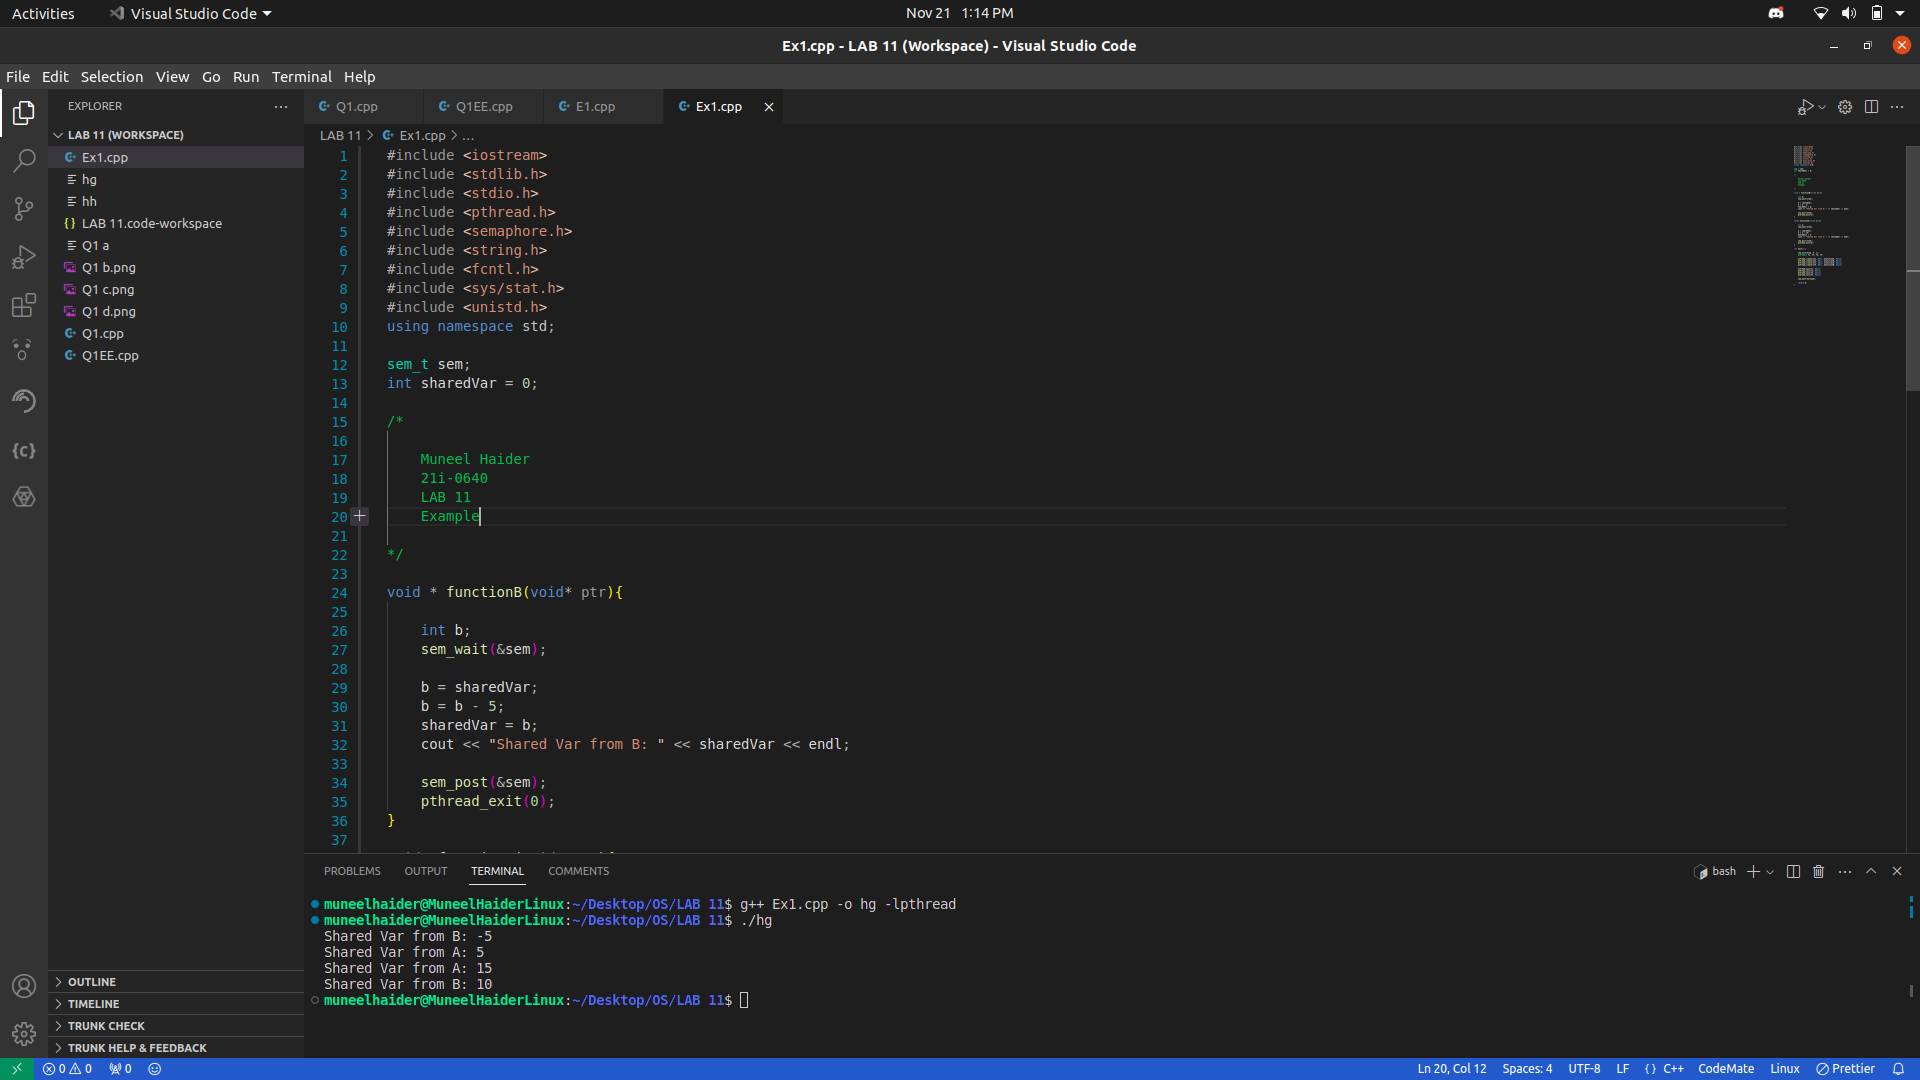 Activities
Visual Studio Code
Nov 21 1:14 PM
Ex1.cpp - LAB 11 (Workspace) - Visual Studio Code
File Edit Selection View Go Run Terminal Help
EXPLORER
LAB 11 (WORKSPACE)
Ex1.cpp
hg
hh
{} LAB 11.code-workspace
Q1 a
Q1 b.png
Q1 c.png
Q1 d.png
Q1.cpp
Q1EE.cpp
OUTLINE
TIMELINE
TRUNK CHECK
TRUNK HELP & FEEDBACK
Q1.cpp Q1EE.cpp E1.cpp Ex1.cpp
LAB 11 > Ex1.cpp > ...
1 #include <iostream>
2 #include <stdlib.h>
3 #include <stdio.h>
4 #include <pthread.h>
5 #include <semaphore.h>
6 #include <string.h>
7 #include <fcntl.h>
8 #include <sys/stat.h>
9 #include <unistd.h>
10 using namespace std;
11
12 sem_t sem;
13 int sharedVar = 0;
14
15 /*
16
17 Muneel Haider
18 21i-0640
19 LAB 11
20 Example
21
22 */
23
24 void * functionB(void* ptr){
25
26 int b;
27 sem_wait(&sem);
28
29 b = sharedVar;
30 b = b - 5;
31 sharedVar = b;
32 cout << "Shared Var from B: " << sharedVar << endl;
33
34 sem_post(&sem);
35 pthread_exit(0);
36 }
37
PROBLEMS OUTPUT TERMINAL COMMENTS
bash
muneelhaider@MuneelHaiderLinux:~/Desktop/OS/LAB 11$ g++ Ex1.cpp -o hg -lpthread
muneelhaider@MuneelHaiderLinux:~/Desktop/OS/LAB 11$ ./hg
Shared Var from B: -5
Shared Var from A: 5
Shared Var from A: 15
Shared Var from B: 10
muneelhaider@MuneelHaiderLinux:~/Desktop/OS/LAB 11$
0 0 0
Ln 20, Col 12 Spaces: 4 UTF-8 LF {} C++ CodeMate Linux Prettier